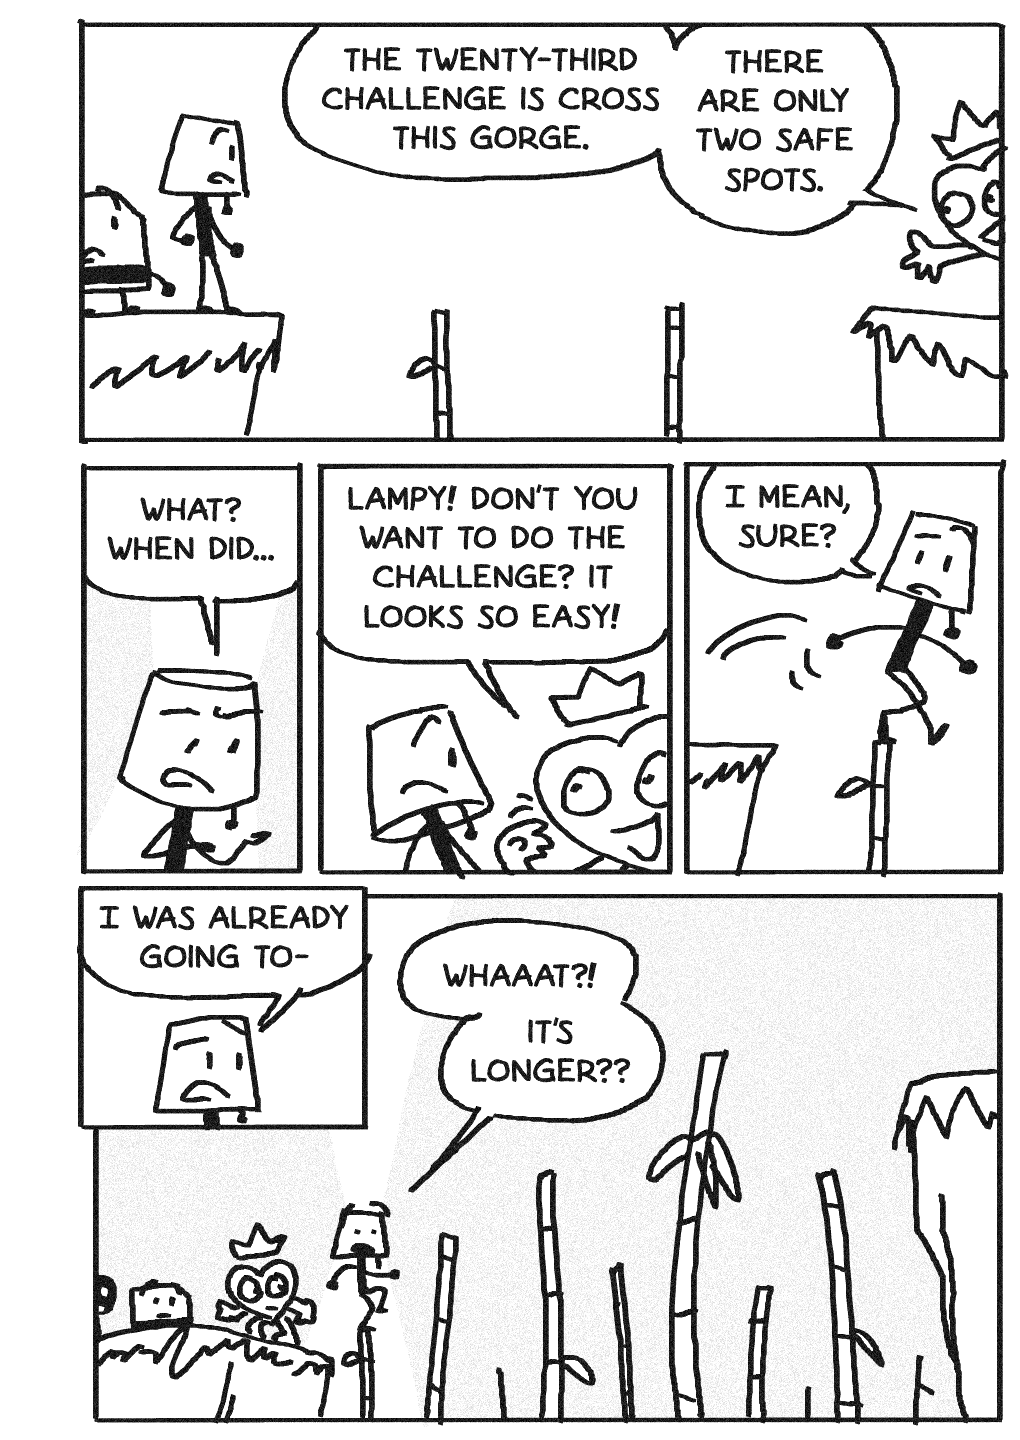 THE TWENTY-THIRD
CHALLENGE IS CROSS
THIS GORGE.
THERE
ARE ONLY
TWO SAFE
SPOTS.
WHAT?
WHEN DID...
LAMPY! DON'T YOU
WANT TO DO THE
CHALLENGE? IT
LOOKS SO EASY!
I MEAN,
SURE?
I WAS ALREADY
GOING TO-
WHAAAT?!
IT'S
LONGER??